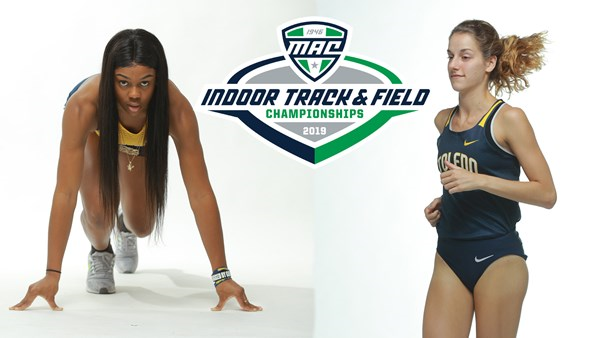 1946
MAC
INDOOR TRACK & FIELD
CHAMPIONSHIPS
2019
TOLEDO